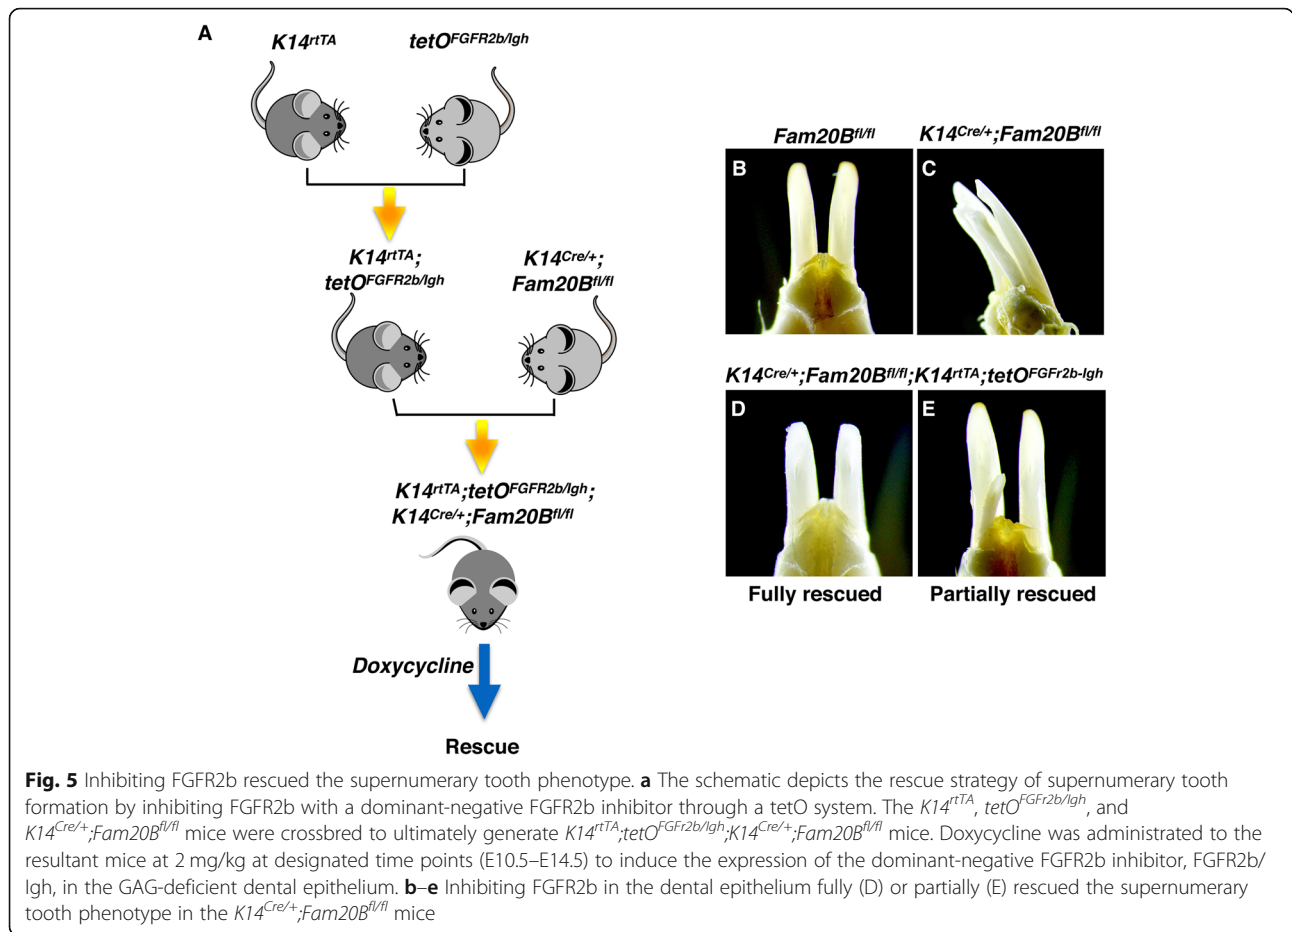 A
K14rtTA
tetOFGFR2b/Igh
K14rtTA;
tetOFGFR2b/Igh
K14Cre/+;
Fam20Bfl/fl
K14rtTA;tetOFGFR2b/Igh;
K14Cre/+;Fam20Bfl/fl
Doxycycline
Rescue
Fam20Bfl/fl
K14Cre/+;Fam20Bfl/fl
B
C
K14Cre/+;Fam20Bfl/fl;K14rtTA;tetOFGFr2b-Igh
D
E
Fully rescued
Partially rescued
Fig. 5 Inhibiting FGFR2b rescued the supernumerary tooth phenotype. a The schematic depicts the rescue strategy of supernumerary tooth
formation by inhibiting FGFR2b with a dominant-negative FGFR2b inhibitor through a tetO system. The K14rtTA, tetOFGFr2b/Igh, and
K14Cre/+;Fam20Bfl/fl mice were crossbred to ultimately generate K14rtTA;tetOFGFr2b/Igh;K14Cre/+;Fam20Bfl/fl mice. Doxycycline was administrated to the
resultant mice at 2 mg/kg at designated time points (E10.5–E14.5) to induce the expression of the dominant-negative FGFR2b inhibitor, FGFR2b/
Igh, in the GAG-deficient dental epithelium. b–e Inhibiting FGFR2b in the dental epithelium fully (D) or partially (E) rescued the supernumerary
tooth phenotype in the K14Cre/+;Fam20Bfl/fl mice